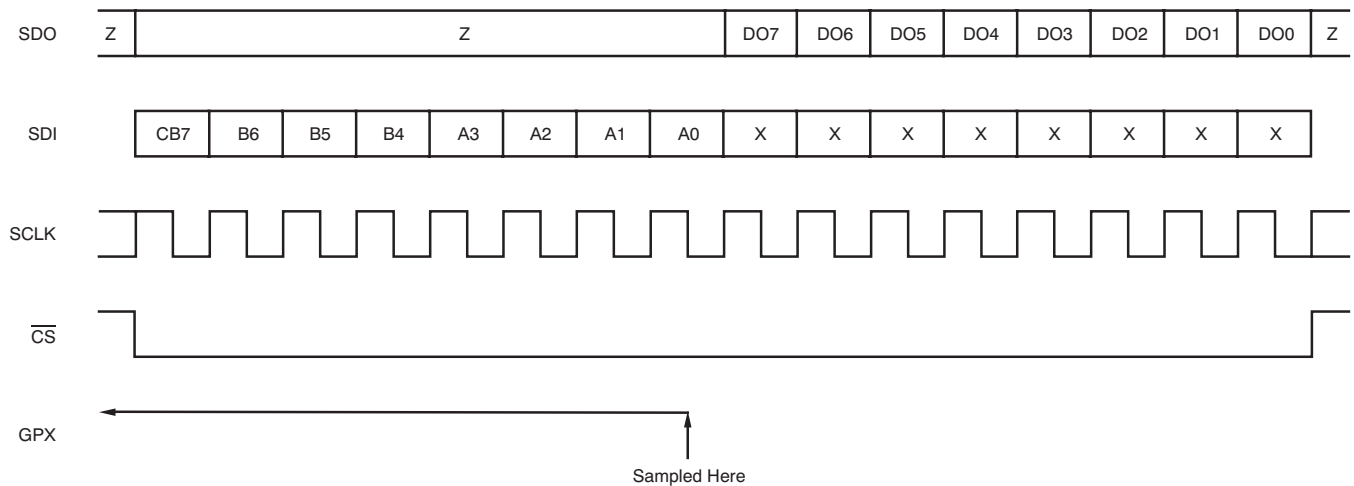 SDO Z Z DO7 DO6 DO5 DO4 DO3 DO2 DO1 DO0 Z
SDI CB7 B6 B5 B4 A3 A2 A1 A0 X X X X X X X X
SCLK
CS
GPX
Sampled Here